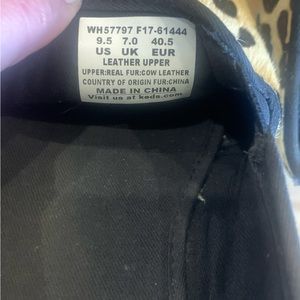 WH57797 F17-61444
9.5 7.0 40.5
US UK EUR
LEATHER UPPER
UPPER:REAL FUR:COW LEATHER
COUNTRY OF ORIGIN FUR:CHINA
MADE IN CHINA
Visit us at keds.com